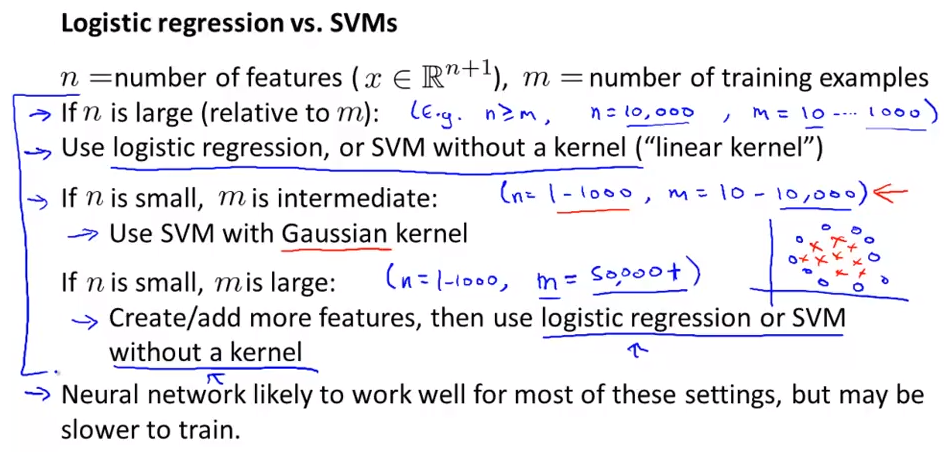 Logistic regression vs. SVMs
n =number of features ( x ∈ ℝⁿ⁺¹ ), m = number of training examples
→ If n is large (relative to m): (E.g. n ≥ m, n = 10,000 , m = 10 .... 1000 )
→ Use logistic regression, or SVM without a kernel (“linear kernel”)
→ If n is small, m is intermediate: (n = 1 - 1000 , m = 10 - 10,000) ←
→ Use SVM with Gaussian kernel
If n is small, m is large: (n = 1 - 1000, m = 50,000+)
→ Create/add more features, then use logistic regression or SVM
without a kernel
→ Neural network likely to work well for most of these settings, but may be
slower to train.